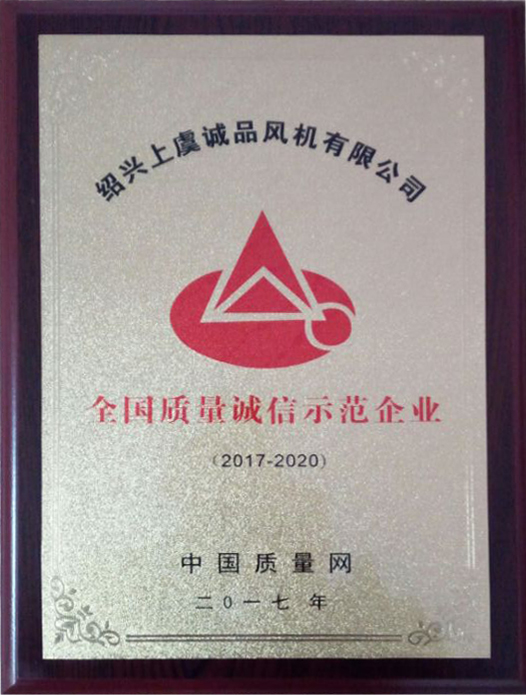 绍兴上虞诚品风机有限公司
全国质量诚信示范企业
（2017-2020）
中国质量网
二〇一七年